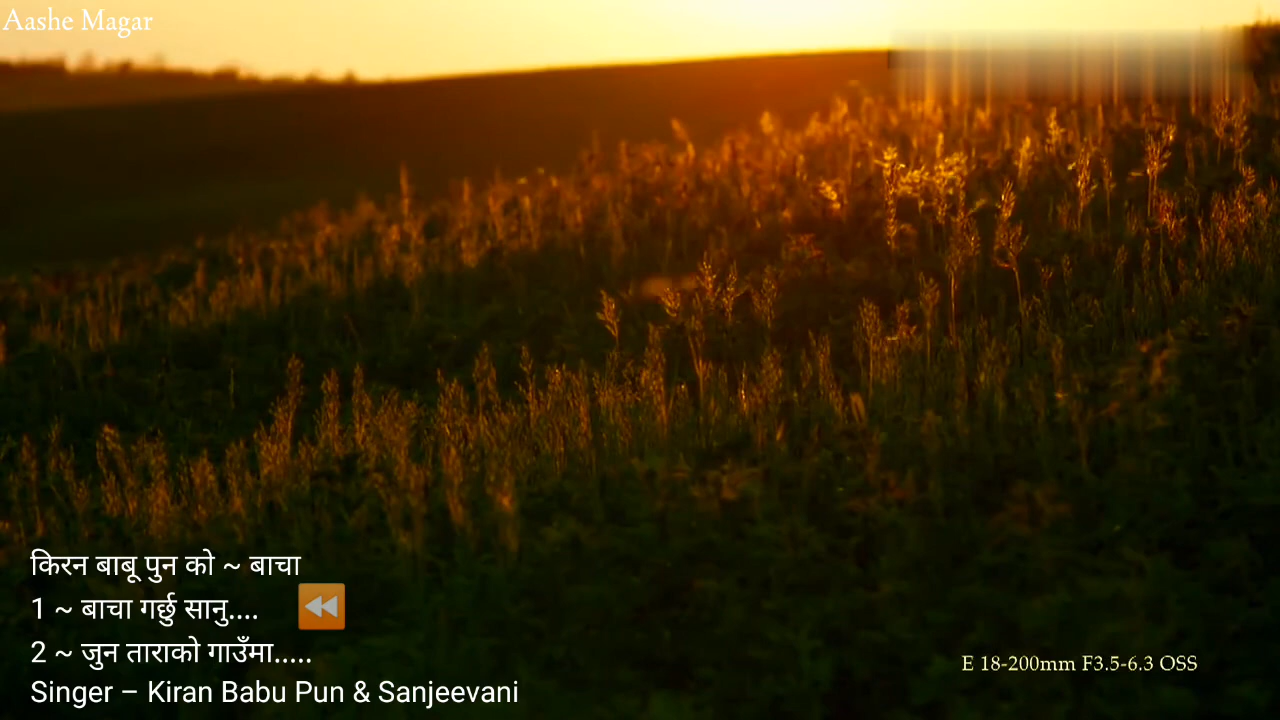 Aashe Magar
किरन बाबू पुन को ~ बाचा
1 ~ बाचा गर्छु सानु....
2 ~ जुन ताराको गाउँमा.....
Singer – Kiran Babu Pun & Sanjeevani
E 18-200mm F3.5-6.3 OSS